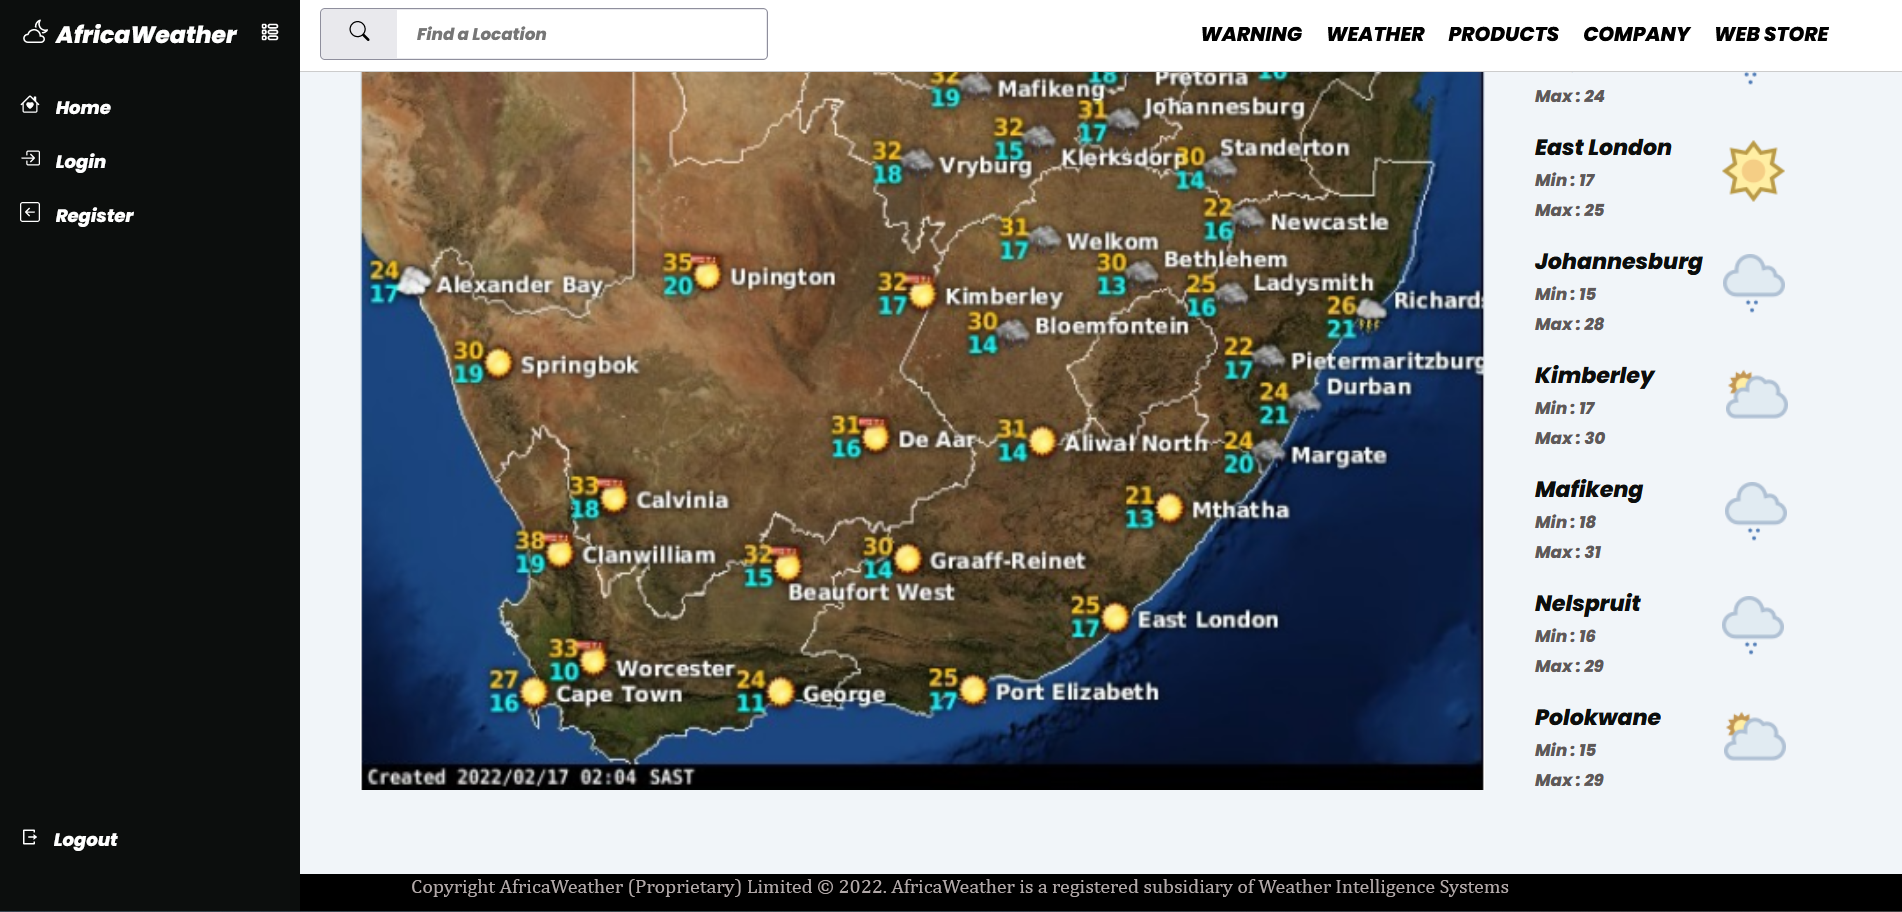 AfricaWeather
Home
Login
Register
Logout
Find a Location
WARNING WEATHER PRODUCTS COMPANY WEB STORE
32
19
Mafikeng
18
Pretoria
31
17
Johannesburg
32
15
Klerksdorp
32
18
Vryburg
30
14
Standerton
22
16
Newcastle
31
17
Welkom
30
13
Bethlehem
25
16
Ladysmith
26
21
Richards
24
17
Alexander Bay
35
20
Upington
32
17
Kimberley
30
14
Bloemfontein
22
17
Pietermaritzburg
24
21
Durban
30
19
Springbok
31
16
De Aar
31
14
Aliwal North
24
20
Margate
33
18
Calvinia
21
13
Mthatha
38
19
Clanwilliam
32
15
Beaufort West
30
14
Graaff-Reinet
25
17
East London
33
10
Worcester
27
16
Cape Town
24
11
George
25
17
Port Elizabeth
Created 2022/02/17 02:04 SAST
Max : 24
East London
Min : 17
Max : 25
Johannesburg
Min : 15
Max : 28
Kimberley
Min : 17
Max : 30
Mafikeng
Min : 18
Max : 31
Nelspruit
Min : 16
Max : 29
Polokwane
Min : 15
Max : 29
Copyright AfricaWeather (Proprietary) Limited © 2022. AfricaWeather is a registered subsidiary of Weather Intelligence Systems